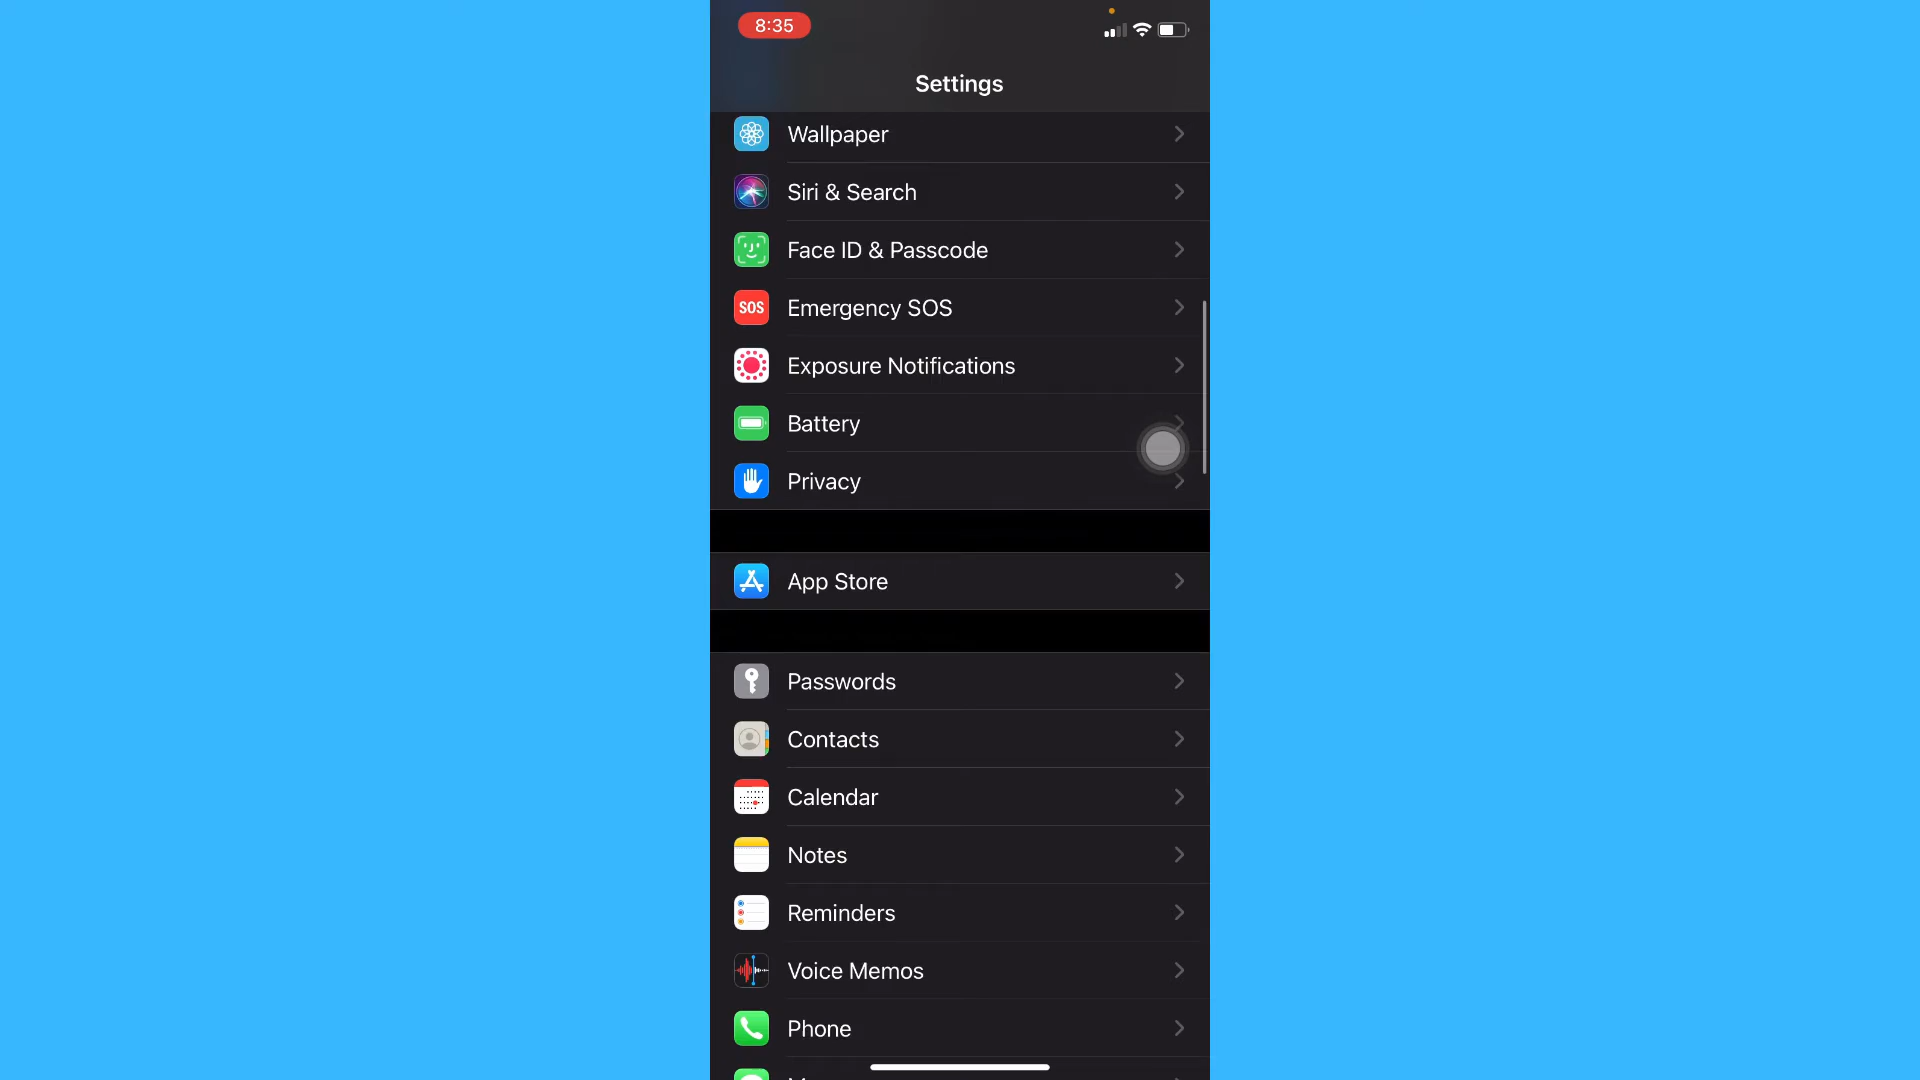 8:35
Settings
Wallpaper
Siri & Search
Face ID & Passcode
SOS
Emergency SOS
Exposure Notifications
Battery
Privacy
App Store
Passwords
Contacts
Calendar
Notes
Reminders
Voice Memos
Phone